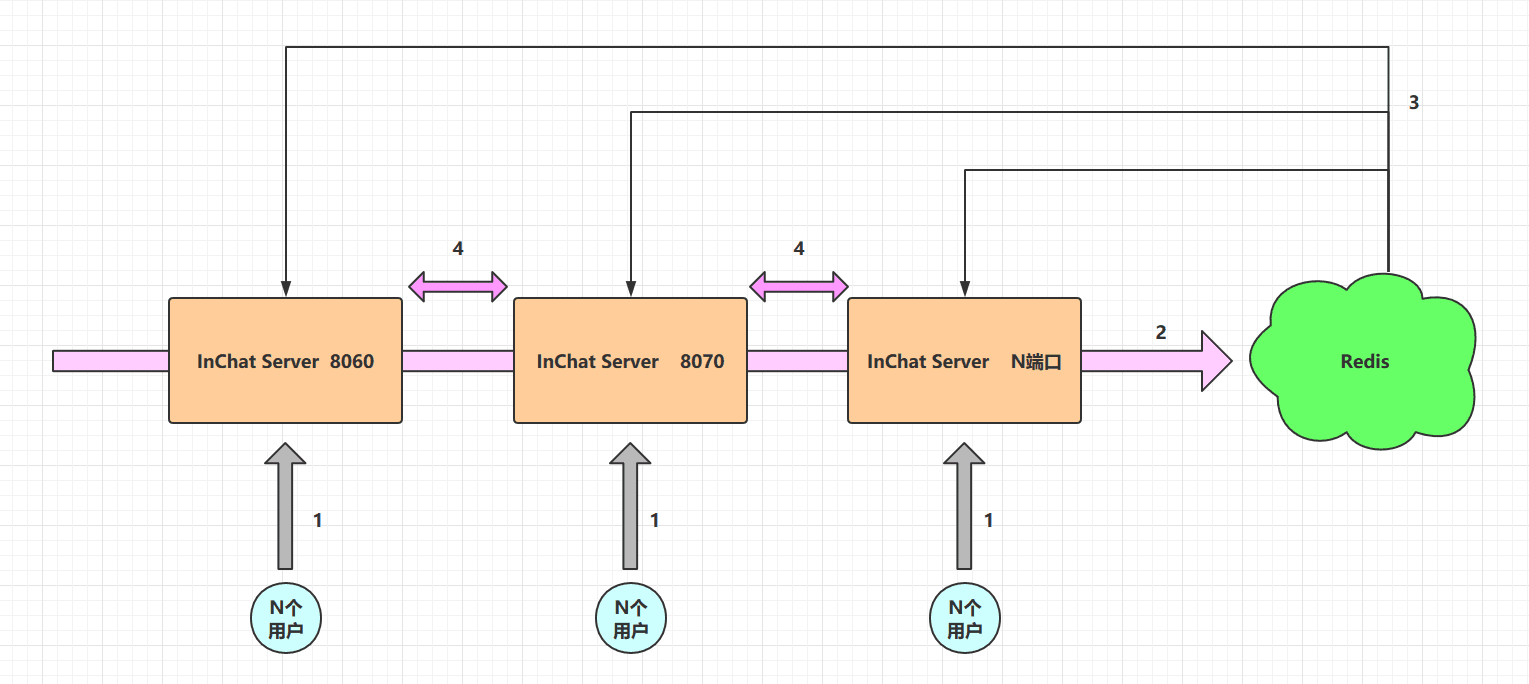 3
4
4
2
InChat Server 8060
InChat Server 8070
InChat Server N端口
Redis
1
1
1
N个
用户
N个
用户
N个
用户